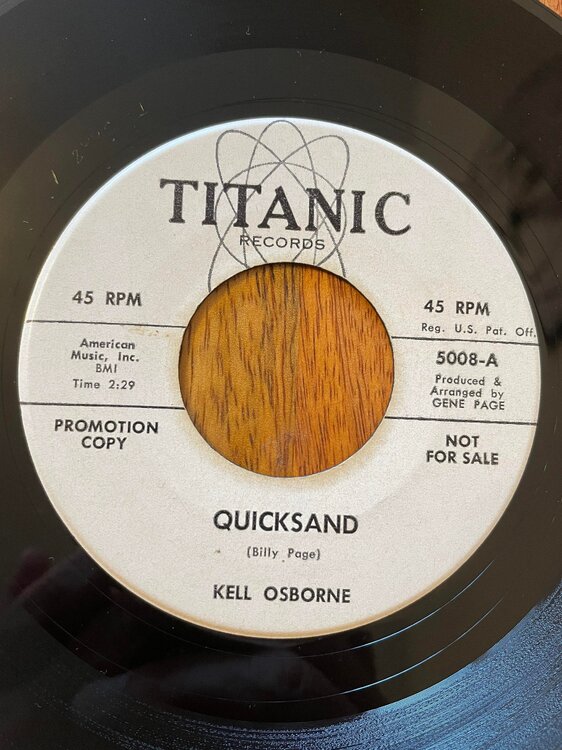 TITANIC
RECORDS
45 RPM
45 RPM
Reg. U.S. Pat. Off.
American
Music, Inc.
BMI
Time 2:29
5008-A
Produced &
Arranged by
GENE PAGE
PROMOTION
COPY
NOT
FOR SALE
QUICKSAND
(Billy Page)
KELL OSBORNE